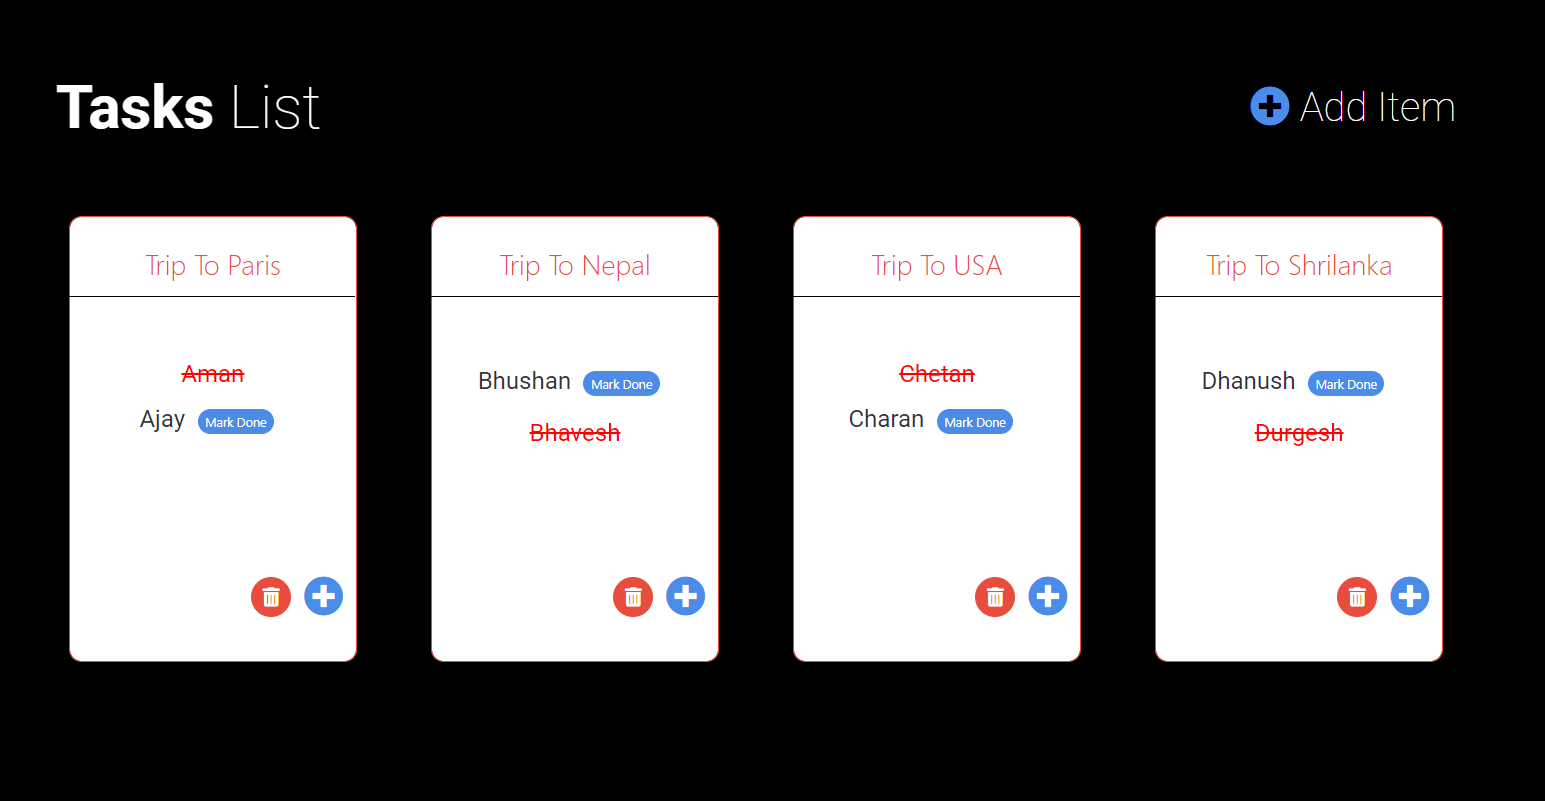 Tasks List
Add Item
Trip To Paris
Aman
Ajay Mark Done
Trip To Nepal
Bhushan Mark Done
Bhavesh
Trip To USA
Chetan
Charan Mark Done
Trip To Shrilanka
Dhanush Mark Done
Durgesh